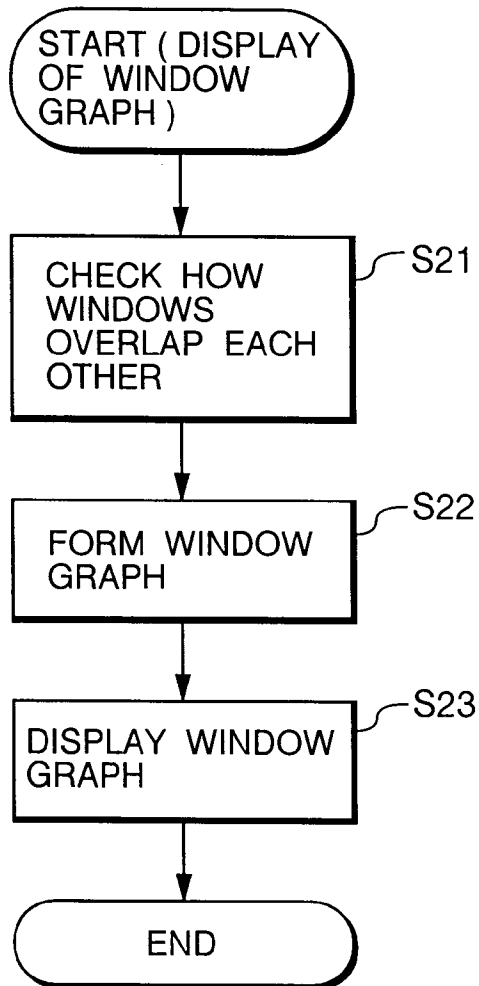 START ( DISPLAY
OF WINDOW
GRAPH )
CHECK HOW
WINDOWS
OVERLAP EACH
OTHER
S21
FORM WINDOW
GRAPH
S22
DISPLAY WINDOW
GRAPH
S23
END